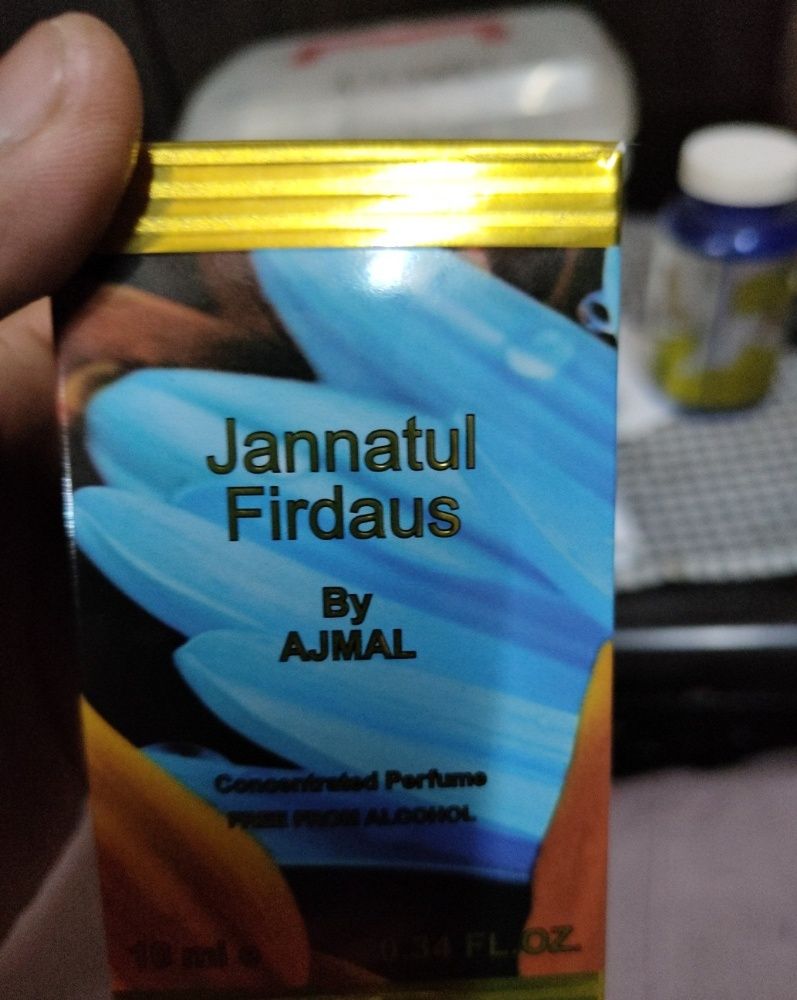 Jannatul
Firdaus
By
AJMAL
Concentrated Perfume
FREE FROM ALCOHOL
10 ml e 0.34 FL.OZ.